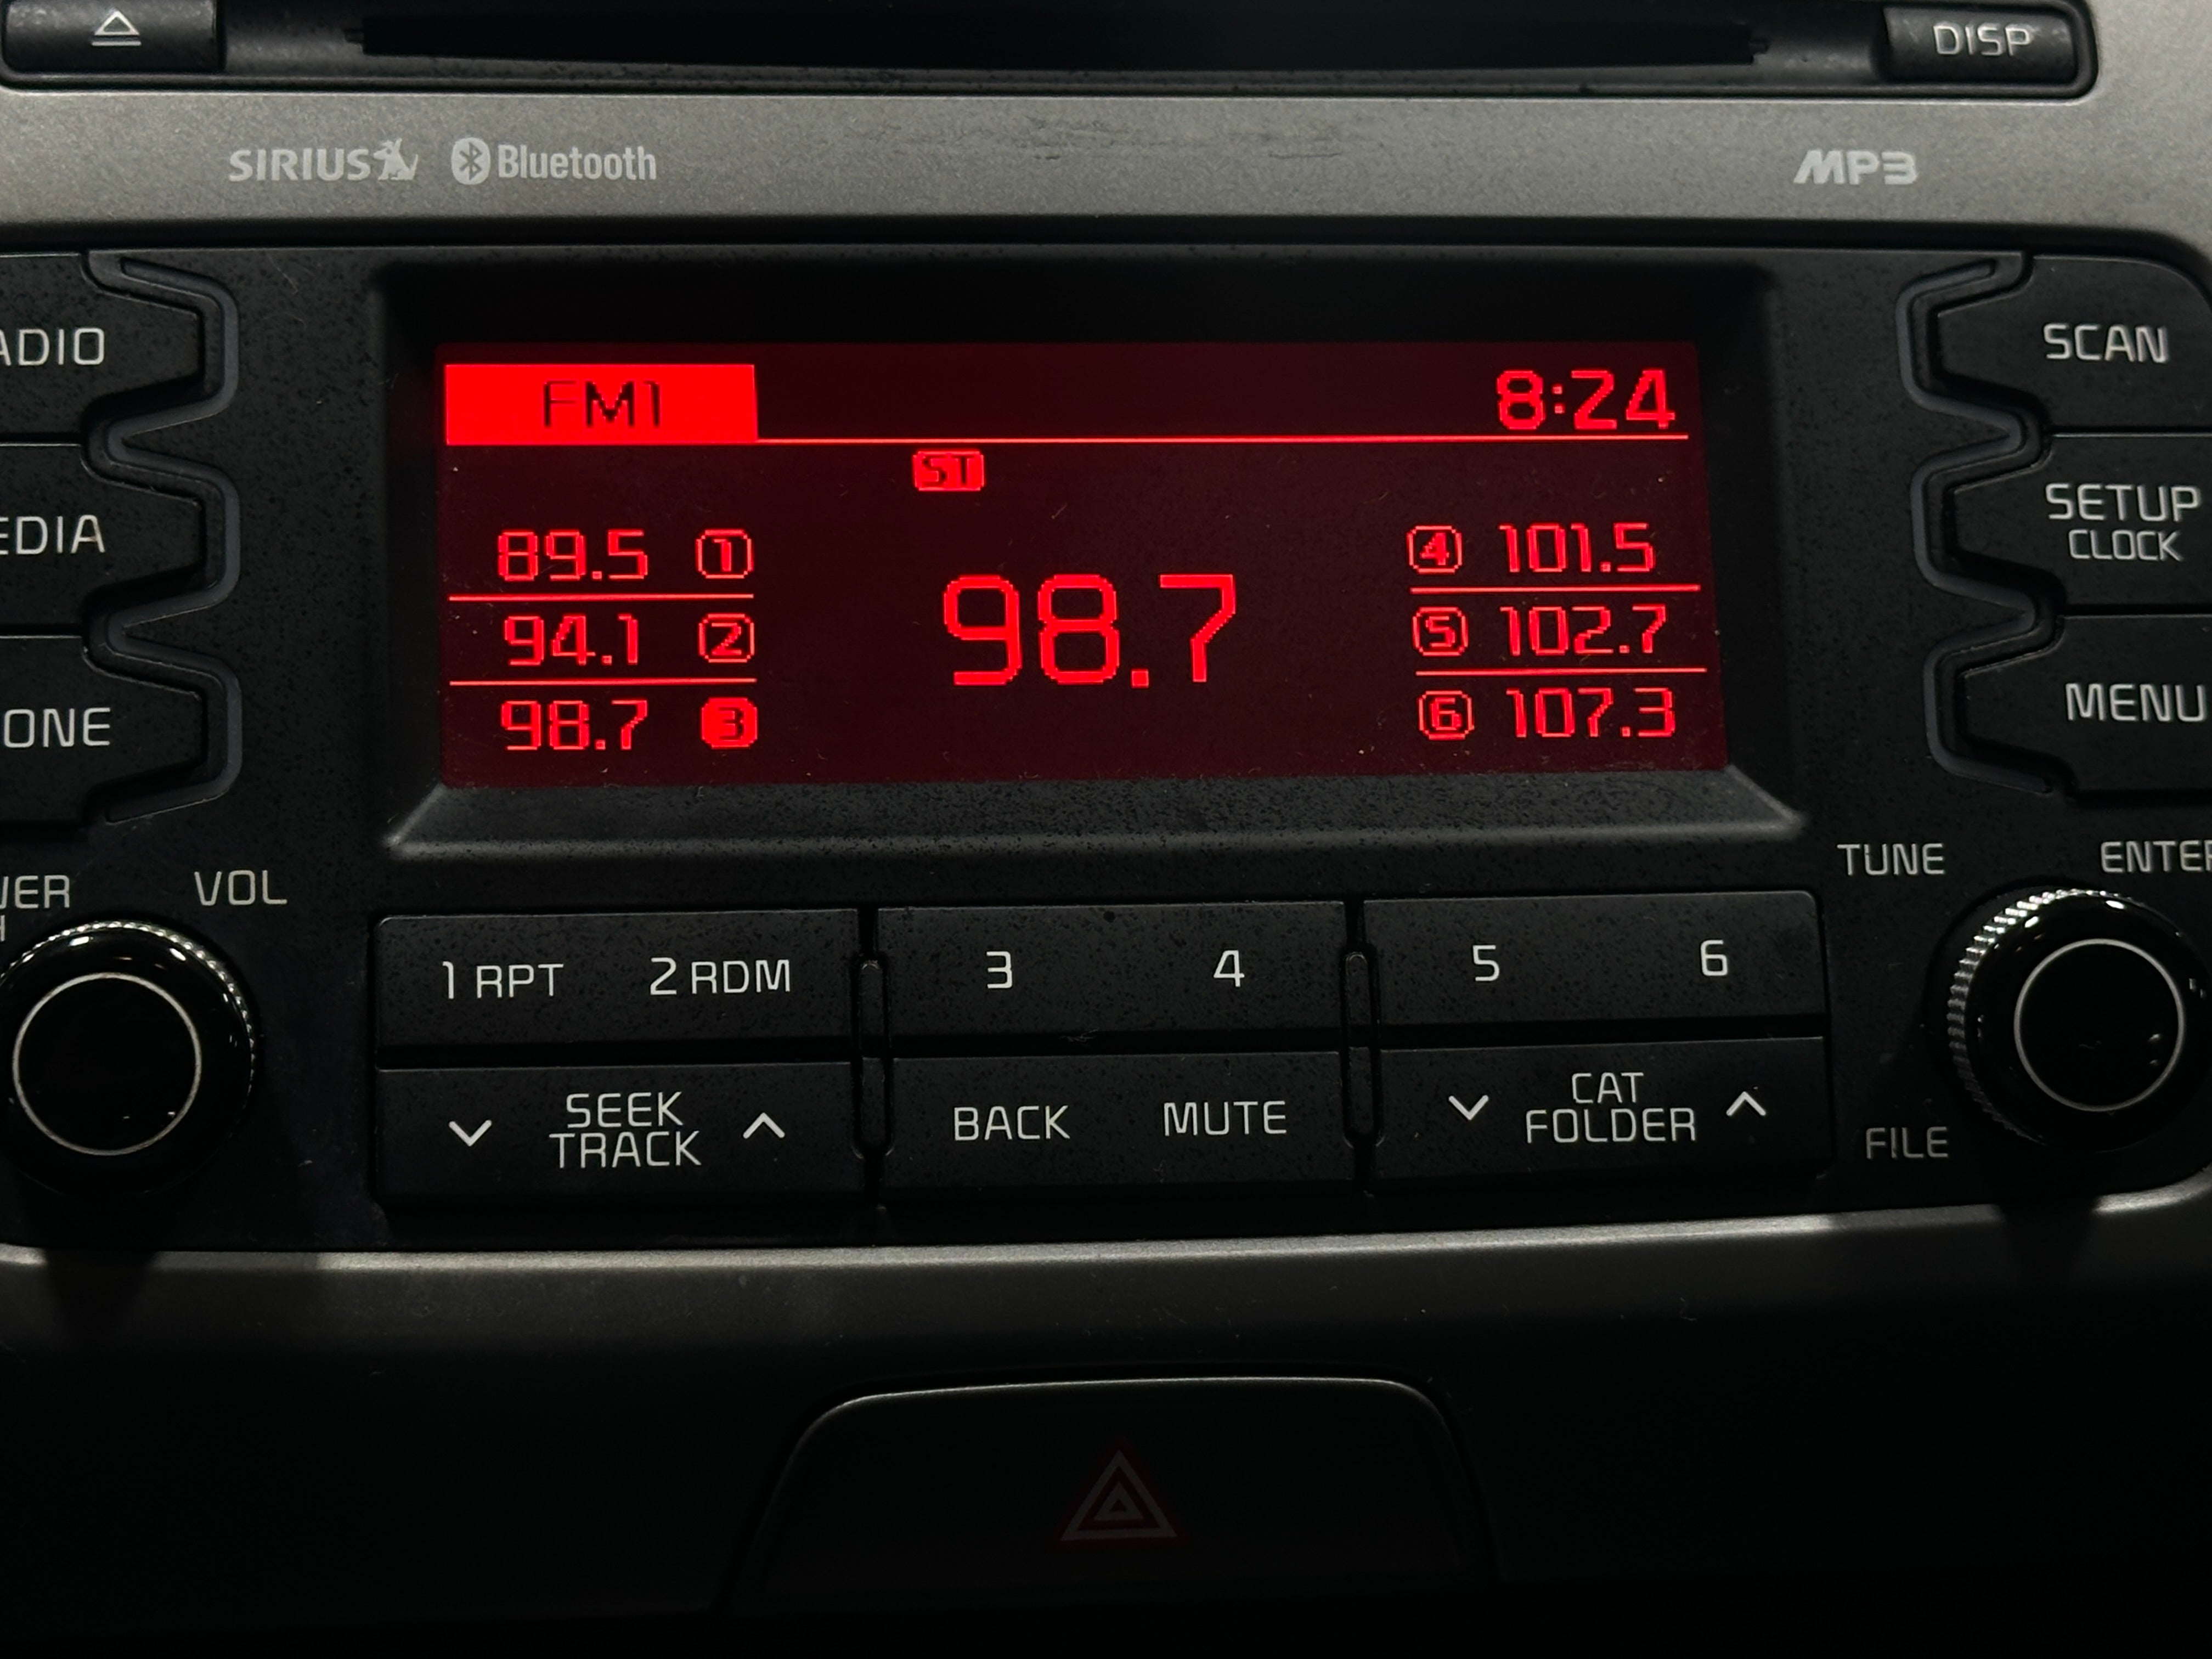 DISP
SIRIUS Bluetooth MP3
ADIO
EDIA
ONE
FM1 8:24
ST
89.5 1
94.1 2
98.7 3
98.7
4 101.5
5 102.7
6 107.3
SCAN
SETUP
CLOCK
MENU
VOL
TUNE
ENTER
1 RPT 2 RDM 3 4 5 6
SEEK
TRACK
BACK MUTE
CAT
FOLDER
FILE